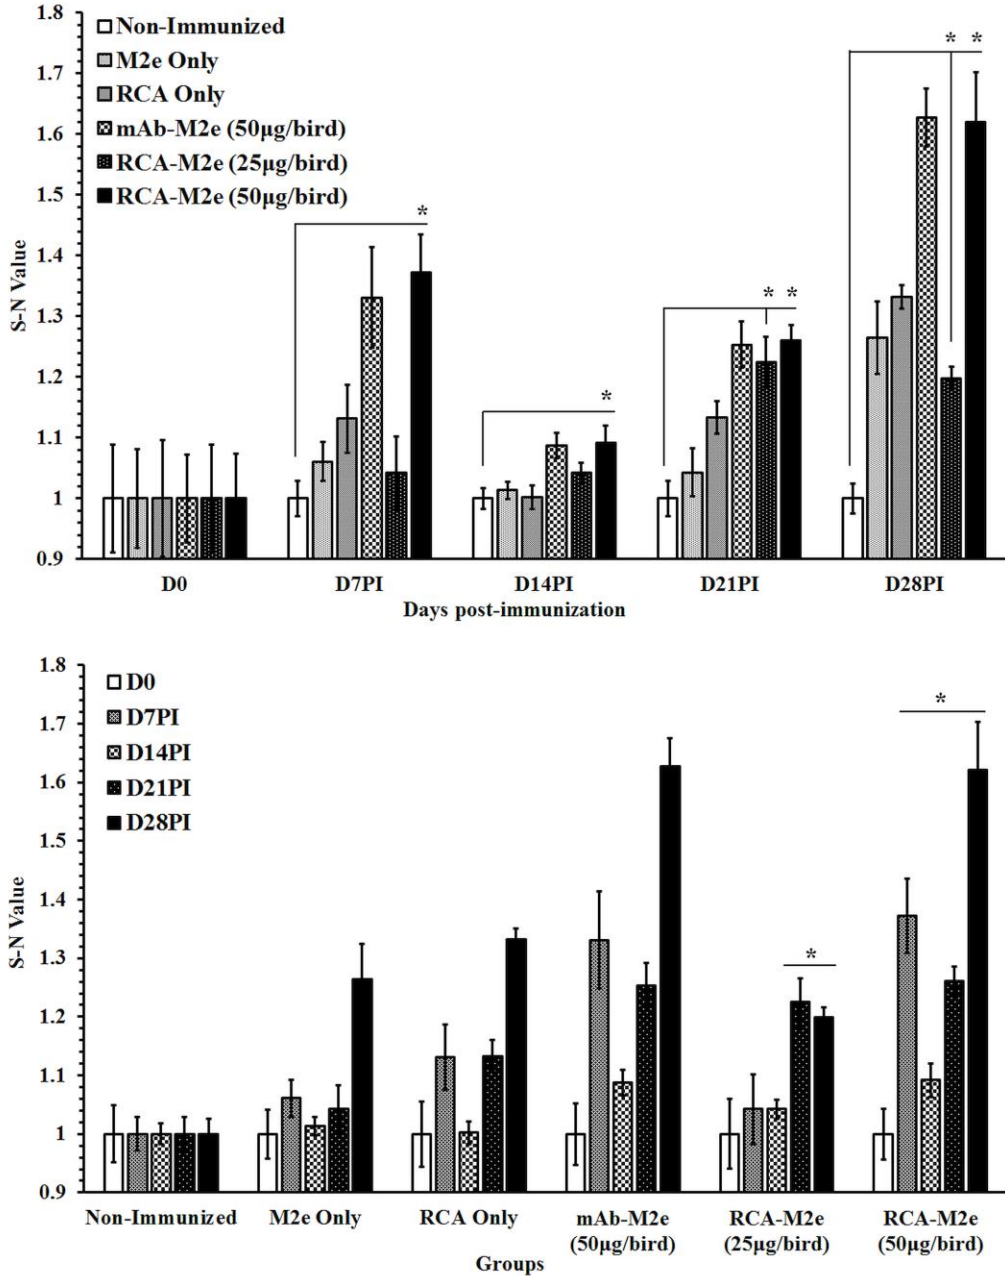 1.8
1.7
1.6
1.5
1.4
1.3
1.2
1.1
1
0.9
S-N Value
Non-Immunized
M2e Only
RCA Only
mAb-M2e (50µg/bird)
RCA-M2e (25µg/bird)
RCA-M2e (50µg/bird)
*
*
* *
* *
D0 D7PI D14PI D21PI D28PI
Days post-immunization
1.8
1.7
1.6
1.5
1.4
1.3
1.2
1.1
1
0.9
S-N Value
D0
D7PI
D14PI
D21PI
D28PI
*
*
Non-Immunized M2e Only RCA Only mAb-M2e RCA-M2e RCA-M2e
(50µg/bird) (25µg/bird) (50µg/bird)
Groups